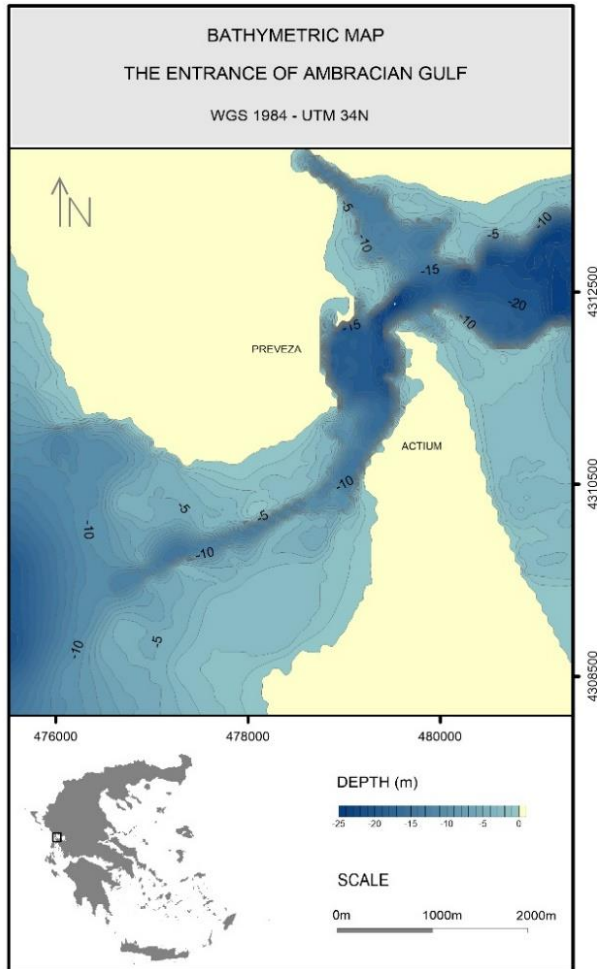 BATHYMETRIC MAP
THE ENTRANCE OF AMBRACIAN GULF
WGS 1984 - UTM 34N
N
-5
-10
-5
-10
-15
-20
-10
-15
4312500
PREVEZA
ACTIUM
-10
4310500
-5
-5
-10
-10
-5
-10
4308500
476000
478000
480000
DEPTH (m)
-25
-20
-15
-10
-5
0
SCALE
0m
1000m
2000m